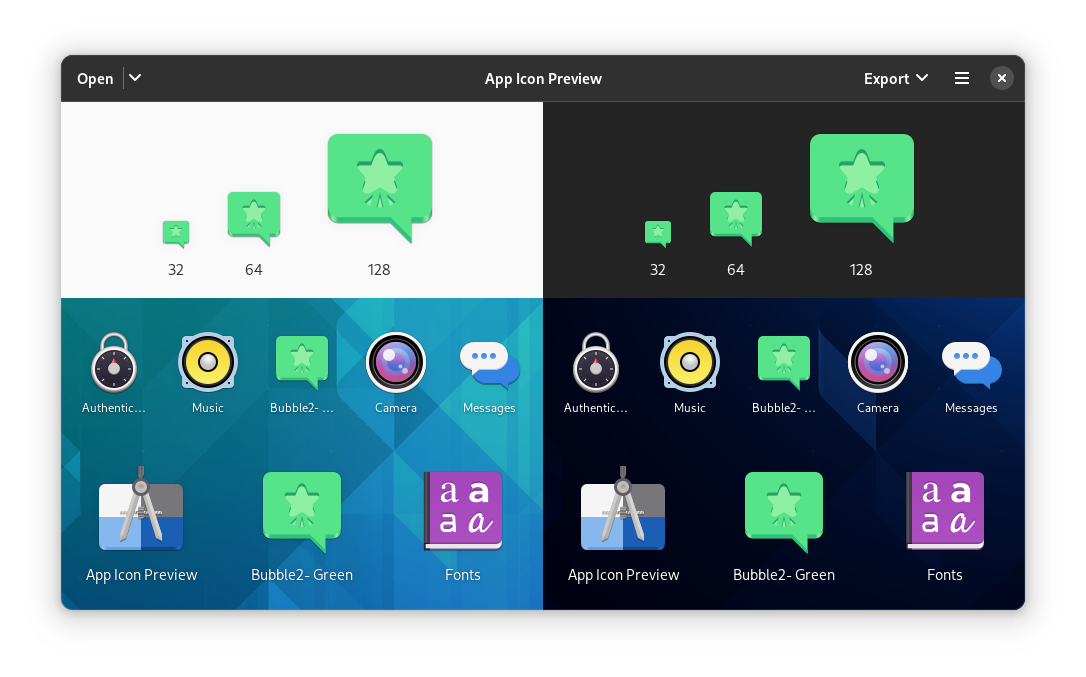 Open
App Icon Preview
Export
32 64 128
32 64 128
Authentic… Music Bubble2- … Camera Messages
Authentic… Music Bubble2- … Camera Messages
a a
a a
a a
a a
App Icon Preview Bubble2- Green Fonts
App Icon Preview Bubble2- Green Fonts